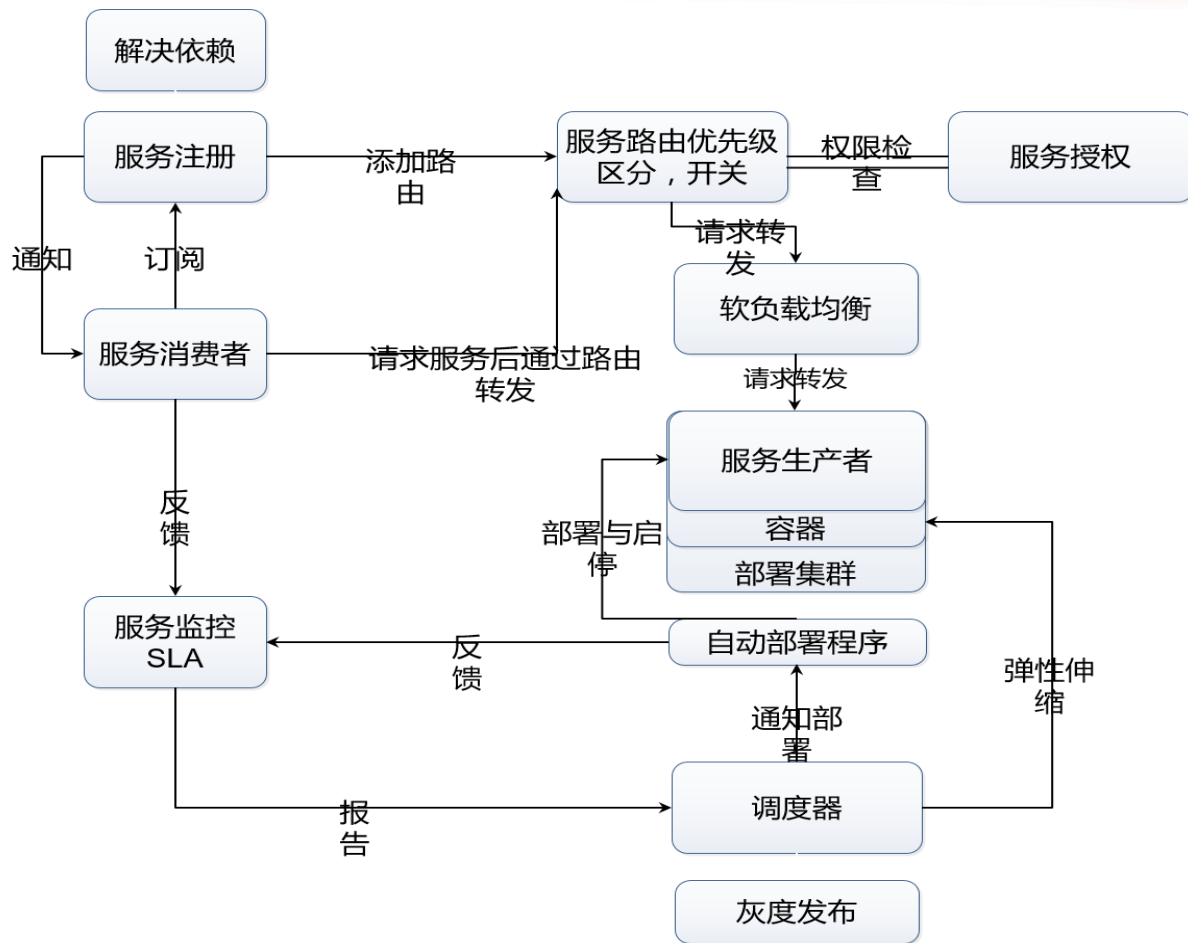 解决依赖
服务注册
添加路
由
服务路由优先级
区分，开关
权限检
查
服务授权
通知
订阅
请求转
发
软负载均衡
服务消费者
请求服务后通过路由
转发
请求转发
服务生产者
容器
部署集群
反
馈
部署与启
停
服务监控
SLA
反
馈
自动部署程序
弹性伸
缩
通知部
署
报
告
调度器
灰度发布